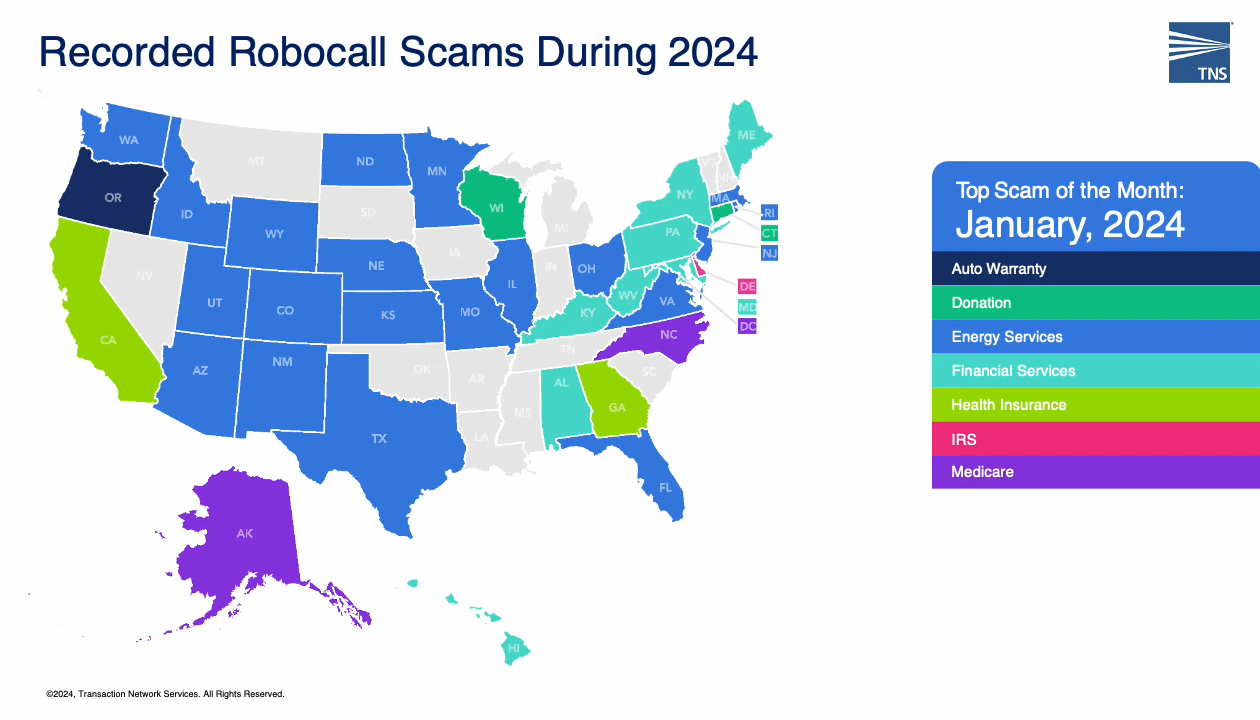 Recorded Robocall Scams During 2024
TNS
WA
MT
ND
MN
ME
VT
NH
OR
ID
SD
WI
MI
NY
MA
RI
CT
NJ
WY
IA
PA
NV
NE
IL
IN
OH
DE
MD
DC
UT
CO
KS
MO
WV
VA
KY
CA
AZ
NM
OK
AR
TN
NC
SC
MS
AL
GA
TX
LA
FL
AK
HI
Top Scam of the Month:
January, 2024
Auto Warranty
Donation
Energy Services
Financial Services
Health Insurance
IRS
Medicare
©2024, Transaction Network Services. All Rights Reserved.